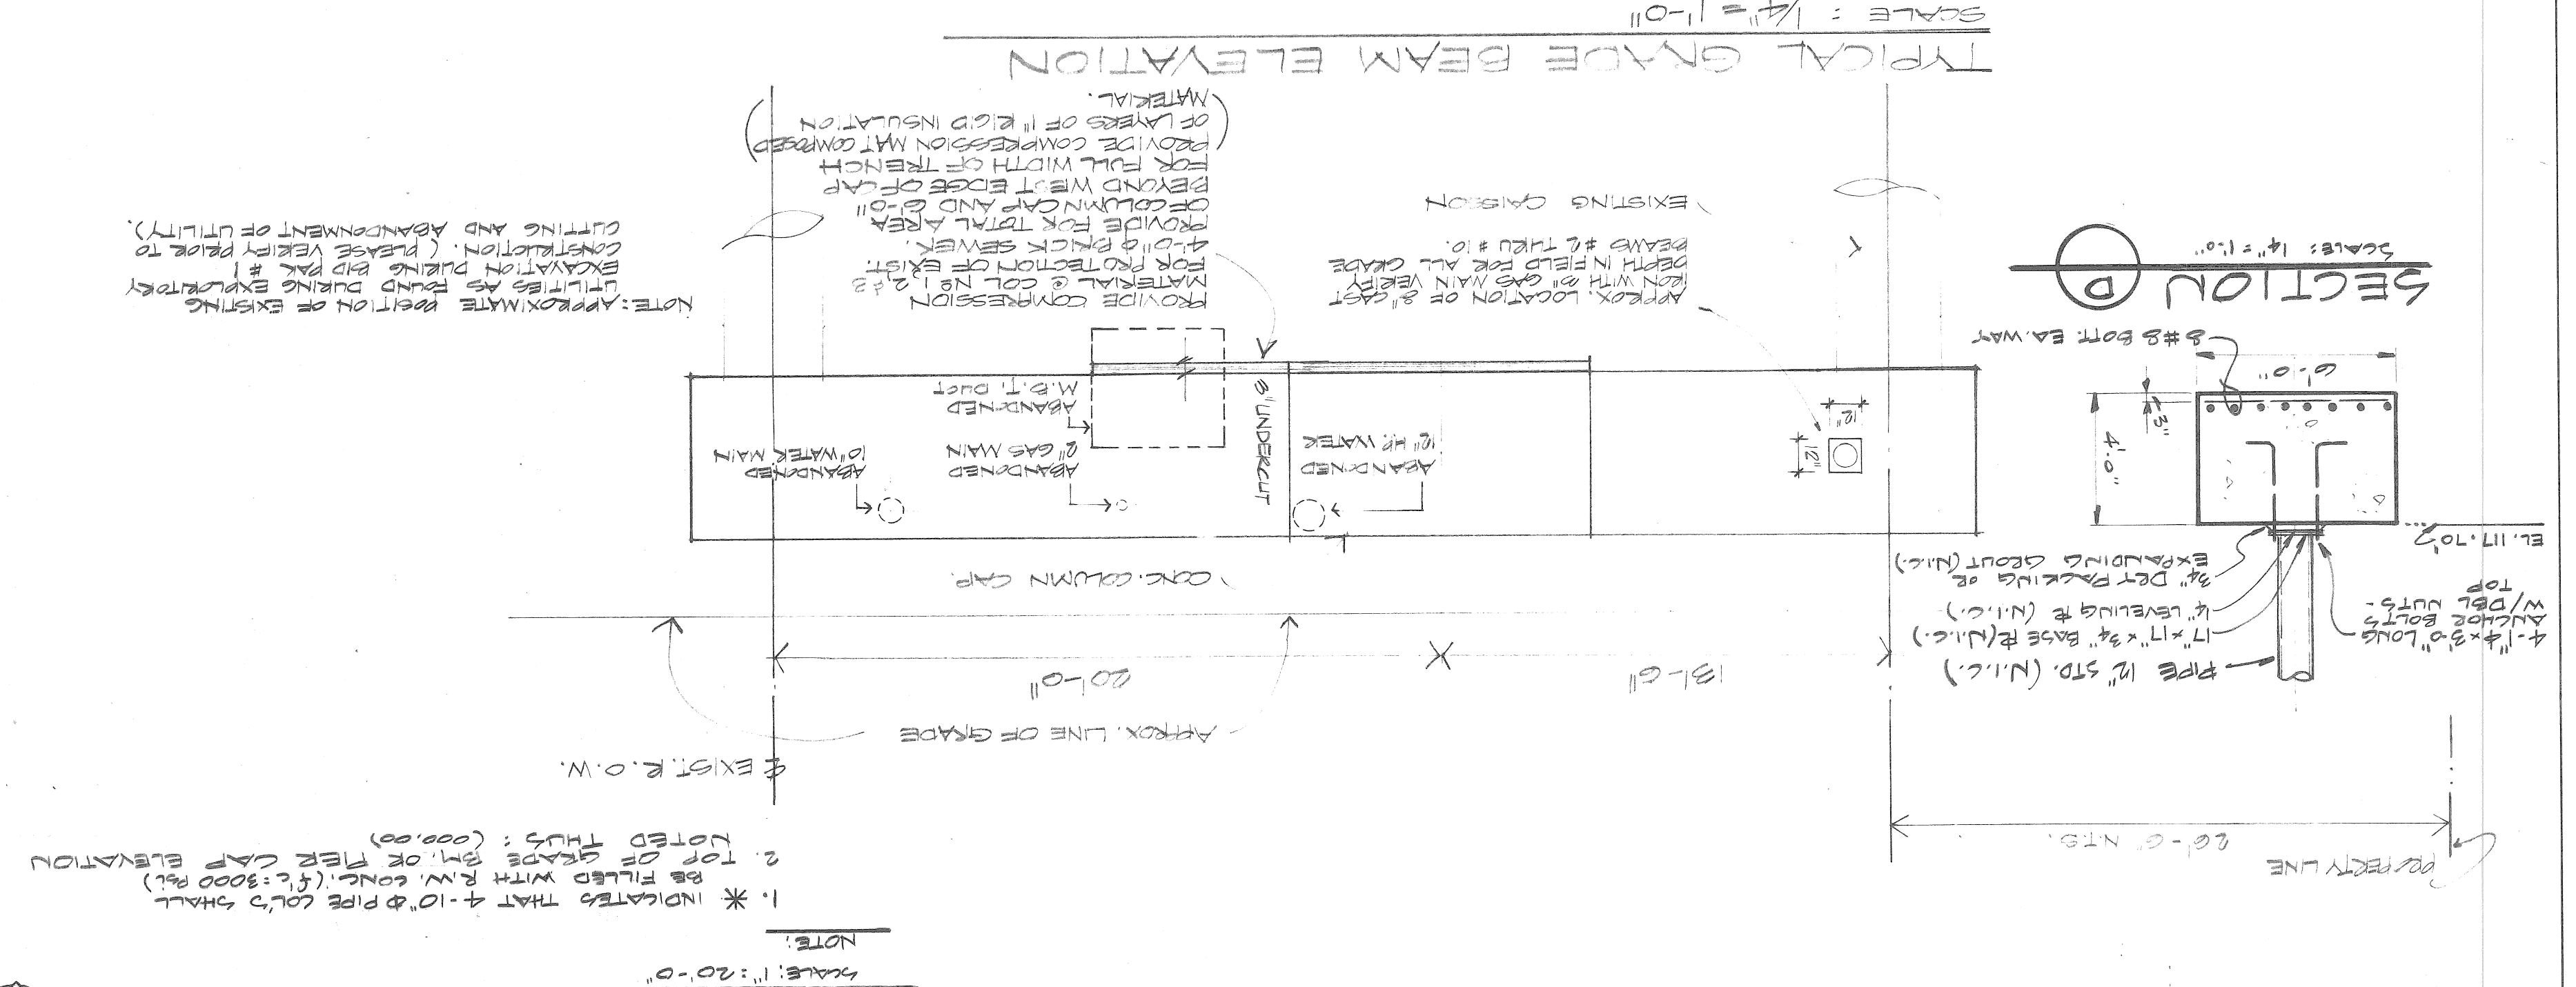 SCALE: 1"=20'-0"
NOTE:
1. * INDICATES THAT 4-10"Φ PIPE COL'S SHALL
BE FILLED WITH R.W. CONC. (f'c=3000 PSI)
2. TOP OF GRADE BM. OR PIER CAP ELEVATION
NOTED THUS: (000.00)
PROPERTY LINE
26'-6" N.T.S.
℄ EXIST. R.O.W.
APPROX. LINE OF GRADE
13'-6"
20'-0"
PIPE 12" STD. (N.I.C.)
17"x17"x3/4" BASE ℄ (N.I.C.)
1/4" LEVELING ℄ (N.I.C.)
3/4" DRY PACKING OR
EXPANDING GROUT (N.I.C.)
4-1"Φx3'-0" LONG
ANCHOR BOLTS
W/DBL NUTS-
TOP
EL. 117.70'
4'-0"
3"
6'-0"
8#8 BOTT. EA. WAY
SECTION D
SCALE: 1/4"=1'-0"
CONC. COLUMN CAP.
12"
12"
ABANDONED
12" H.P. WATER
8" UNDERCUT
ABANDONED
2" GAS MAIN
ABANDONED
10" WATER MAIN
ABANDONED
M.B.T. DUCT
APPROX. LOCATION OF 8" CAST
IRON WITH 3" GAS MAIN VERIFY
DEPTH IN FIELD FOR ALL GRADE
BEAMS #2 THRU #10.
EXISTING CAISSON
PROVIDE COMPRESSION
MATERIAL @ COL Nº 1, 2, & 3
FOR PROTECTION OF EXIST.
4'-0"Φ BRICK SEWER.
PROVIDE FOR TOTAL AREA
OF COLUMN CAP AND 6'-0"
BEYOND WEST EDGE OF CAP
FOR FULL WIDTH OF TRENCH
(PROVIDE COMPRESSION MAT COMPOSED
OF LAYERS OF 1" RIGID INSULATION
MATERIAL.)
NOTE: APPROXIMATE POSITION OF EXISTING
UTILITIES AS FOUND DURING EXPLORITORY
EXCAVATION DURING BID PAK #1
CONSTRUCTION. (PLEASE VERIFY PRIOR TO
CUTTING AND ABANDONMENT OF UTILITY).
TYPICAL GRADE BEAM ELEVATION
SCALE: 1/4"=1'-0"